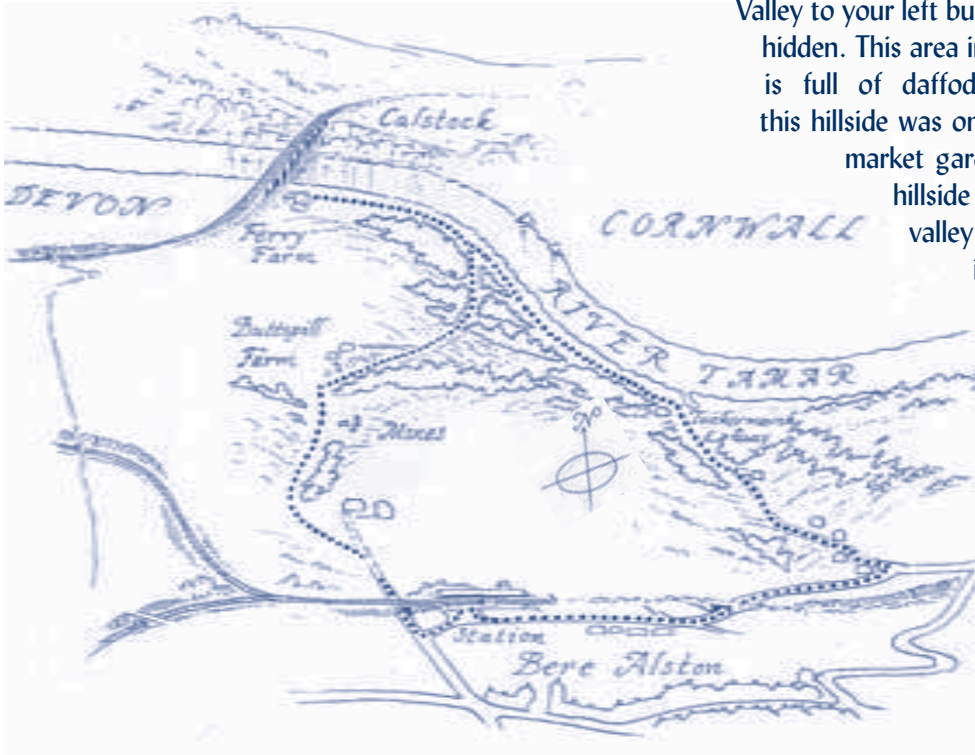 Valley to your left bu
hidden. This area i
is full of daffod
this hillside was or
market gar
hillside
valley
i
Calstock
DEVON
CORNWALL
Ferry
Farm
RIVER TAMAR
Farm
Mines
N
Station
Bere Alston